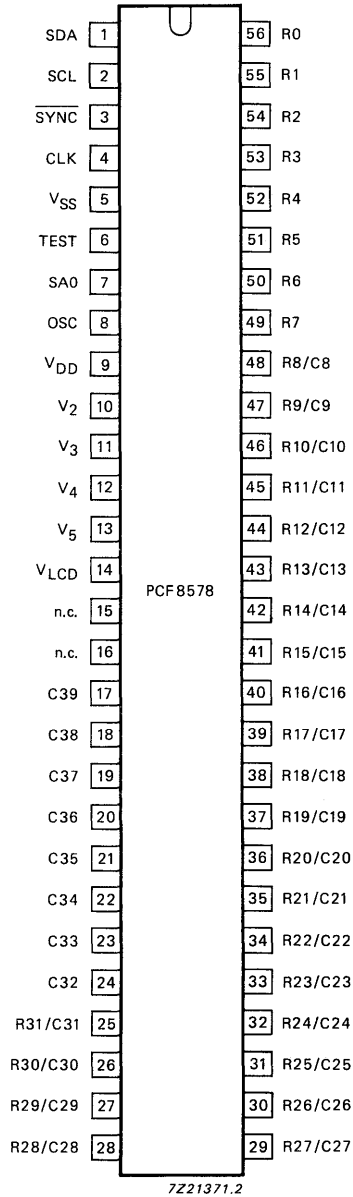 SDA 1 56 R0
SCL 2 55 R1
SYNC 3 54 R2
CLK 4 53 R3
VSS 5 52 R4
TEST 6 51 R5
SA0 7 50 R6
OSC 8 49 R7
VDD 9 48 R8/C8
V2 10 47 R9/C9
V3 11 46 R10/C10
V4 12 45 R11/C11
V5 13 44 R12/C12
VLCD 14 43 R13/C13
PCF8578
n.c. 15 42 R14/C14
n.c. 16 41 R15/C15
C39 17 40 R16/C16
C38 18 39 R17/C17
C37 19 38 R18/C18
C36 20 37 R19/C19
C35 21 36 R20/C20
C34 22 35 R21/C21
C33 23 34 R22/C22
C32 24 33 R23/C23
R31/C31 25 32 R24/C24
R30/C30 26 31 R25/C25
R29/C29 27 30 R26/C26
R28/C28 28 29 R27/C27
7Z21371.2